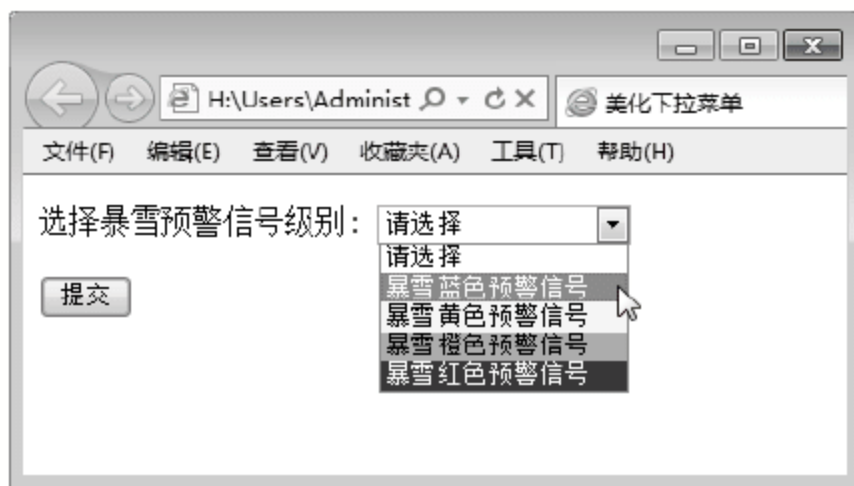 H:\Users\Administ
美化下拉菜单
文件(F) 编辑(E) 查看(V) 收藏夹(A) 工具(T) 帮助(H)
选择暴雪预警信号级别: 请选择
请选择
暴雪蓝色预警信号
提交
暴雪黄色预警信号
暴雪橙色预警信号
暴雪红色预警信号